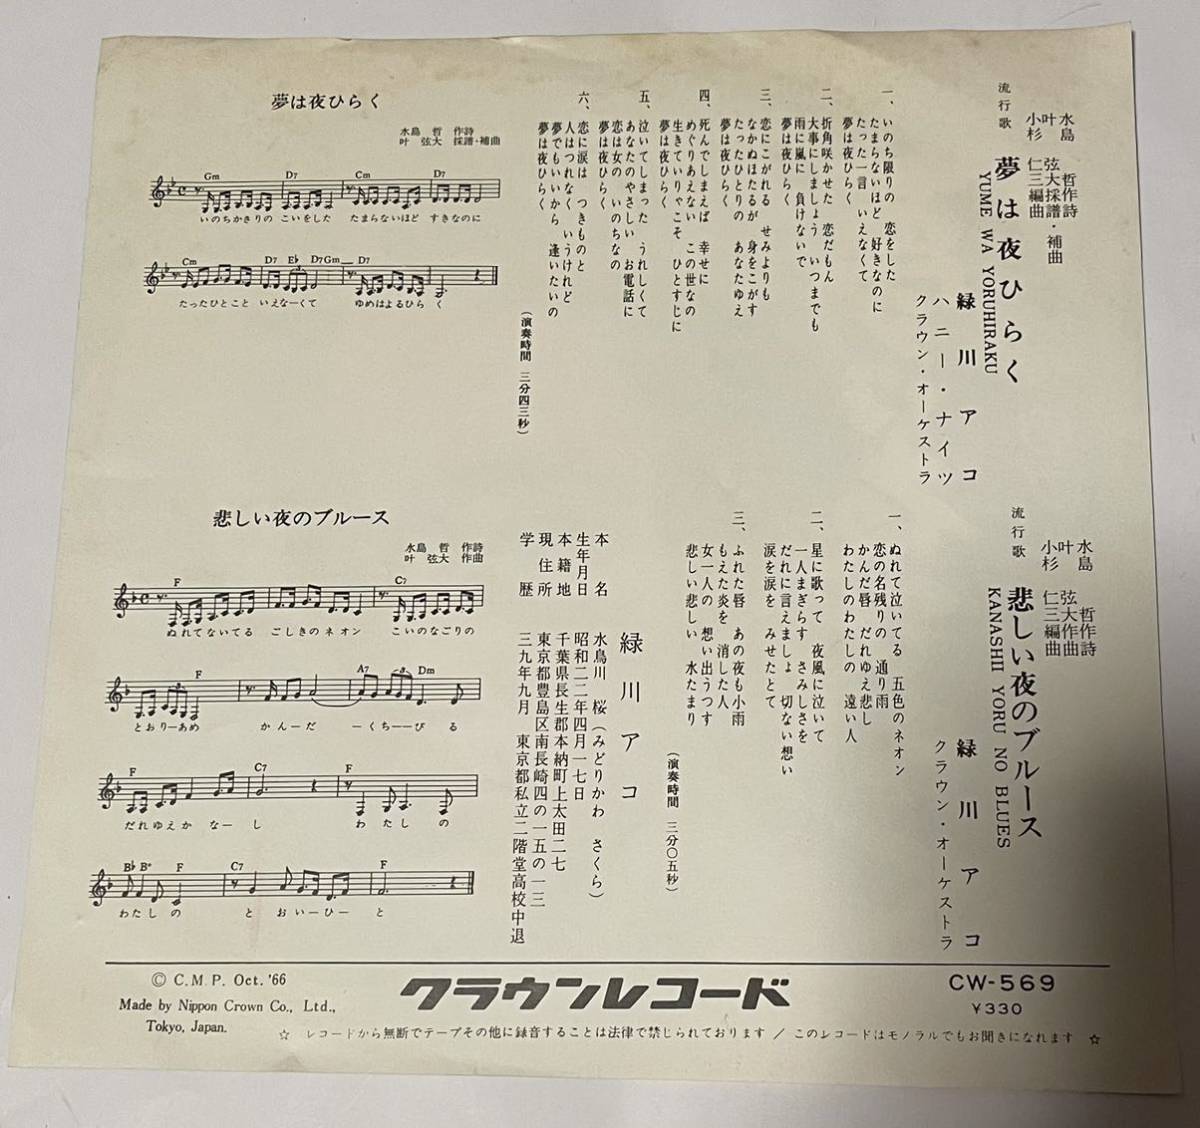 流行歌
夢は夜ひらく
YUME WA YORUHIRAKU
水島 哲作詩
叶 弦大採譜・補曲
小杉 仁三編曲
緑川アコ
ハニー・ナイツ
クラウン・オーケストラ
一、いのち限りの 恋をした
たまらないほど 好きなのに
たった一言 いえなくて
夢は夜ひらく
二、折角咲かせた 恋だもん
大事にしましょう いつまでも
雨に嵐に 負けないで
夢は夜ひらく
三、恋にこがれる せみよりも
なかぬほたるが 身をこがす
たったひとりの あなたゆえ
夢は夜ひらく
四、死んでしまえば 幸せに
めぐりあえない この世なの
生きていりゃこそ ひとすじに
夢は夜ひらく
五、泣いてしまった うれしくて
あなたのやさしい お電話に
恋は女の いのちなの
夢は夜ひらく
六、恋に涙は つきものと
人はつれなく いうけれど
夢でもいいから 逢いたいの
夢は夜ひらく
(演奏時間 三分四三秒)
夢は夜ひらく
水島 哲 作詩
叶 弦大 採譜・補曲
Gm D7 Cm D7
いのちかぎりの こいをした たまらないほど すきなのに
Cm D7 E♭ D7 Gm D7
たったひとこと いえなーくて ゆめはよるひら く
流行歌
悲しい夜のブルース
KANASHII YORU NO BLUES
水島 哲作詩
叶 弦大作曲
小杉 仁三編曲
緑川アコ
クラウン・オーケストラ
一、ぬれて泣いてる 五色のネオン
恋の名残りの 通り雨
かんだ唇 だれゆえ悲し
わたしのわたしの 遠い人
二、星に歌って 夜風に泣いて
一人まぎらす さみしさを
だれに言えましょ 切ない想い
涙を涙を みせたとて
三、ふれた唇 あの夜も小雨
もえた炎を 消した人
女一人の 想い出うつす
悲しい悲しい 水たまり
(演奏時間 三分〇五秒)
緑川アコ
本名 水鳥川 桜(みどりかわ さくら)
生年月日 昭和二二年四月一七日
本籍地 千葉県長生郡本納町上太田二七
現住所 東京都豊島区南長崎四の一五の一三
学歴 三九年九月 東京都私立二階堂高校中退
悲しい夜のブルース
水島 哲 作詩
叶 弦大 作曲
F C7
ぬれてないてる ごしきのネオン こいのなごりの
F A7 Dm
とおりーあめ かんーだ ーくちーーびる
F C7 F
だれゆえかなーし わたしの
B♭ B° F C7 F
わたしの とおいーひーと
© C.M.P. Oct. '66
Made by Nippon Crown Co., Ltd.,
Tokyo, Japan.
クラウンレコード
CW-569
¥330
☆ レコードから無断でテープその他に録音することは法律で禁じられております / このレコードはモノラルでもお聞きになれます ☆